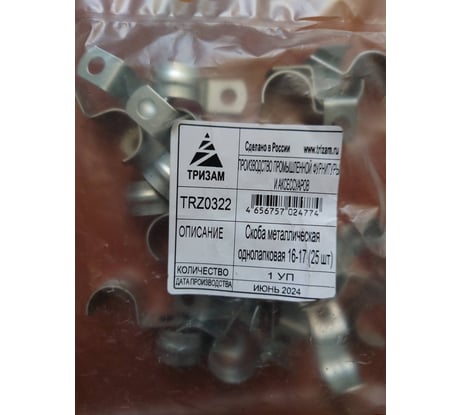 ТРИЗАМ
Сделано в России www.trizam.ru
ПРОИЗВОДСТВО ПРОМЫШЛЕННОЙ ФУРНИТУРЫ
И АКСЕССУАРОВ
TRZ0322
4 656757 024774
ОПИСАНИЕ
Скоба металлическая
однолапковая 16-17 (25 шт)
КОЛИЧЕСТВО
1 УП
ДАТА ПРОИЗВОДСТВА
ИЮНЬ 2024